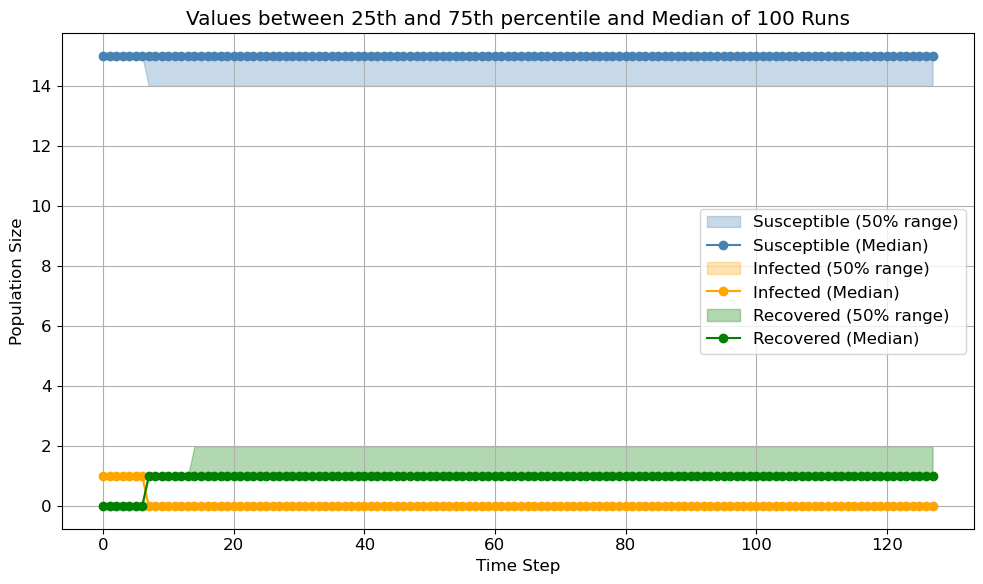 Values between 25th and 75th percentile and Median of 100 Runs
Population Size
14
12
10
8
6
4
2
0
Susceptible (50% range)
Susceptible (Median)
Infected (50% range)
Infected (Median)
Recovered (50% range)
Recovered (Median)
0 20 40 60 80 100 120
Time Step